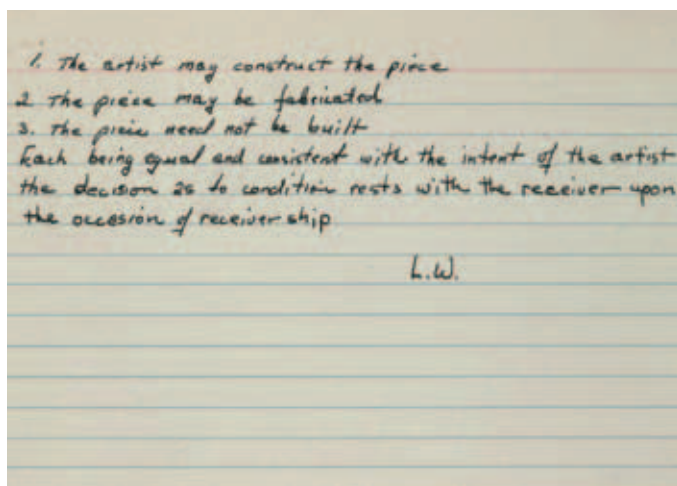 1. The artist may construct the piece
2 The piece may be fabricated
3. The piece need not be built
Each being equal and consistent with the intent of the artist
the decision as to condition rests with the receiver upon
the occasion of receivership
L.W.